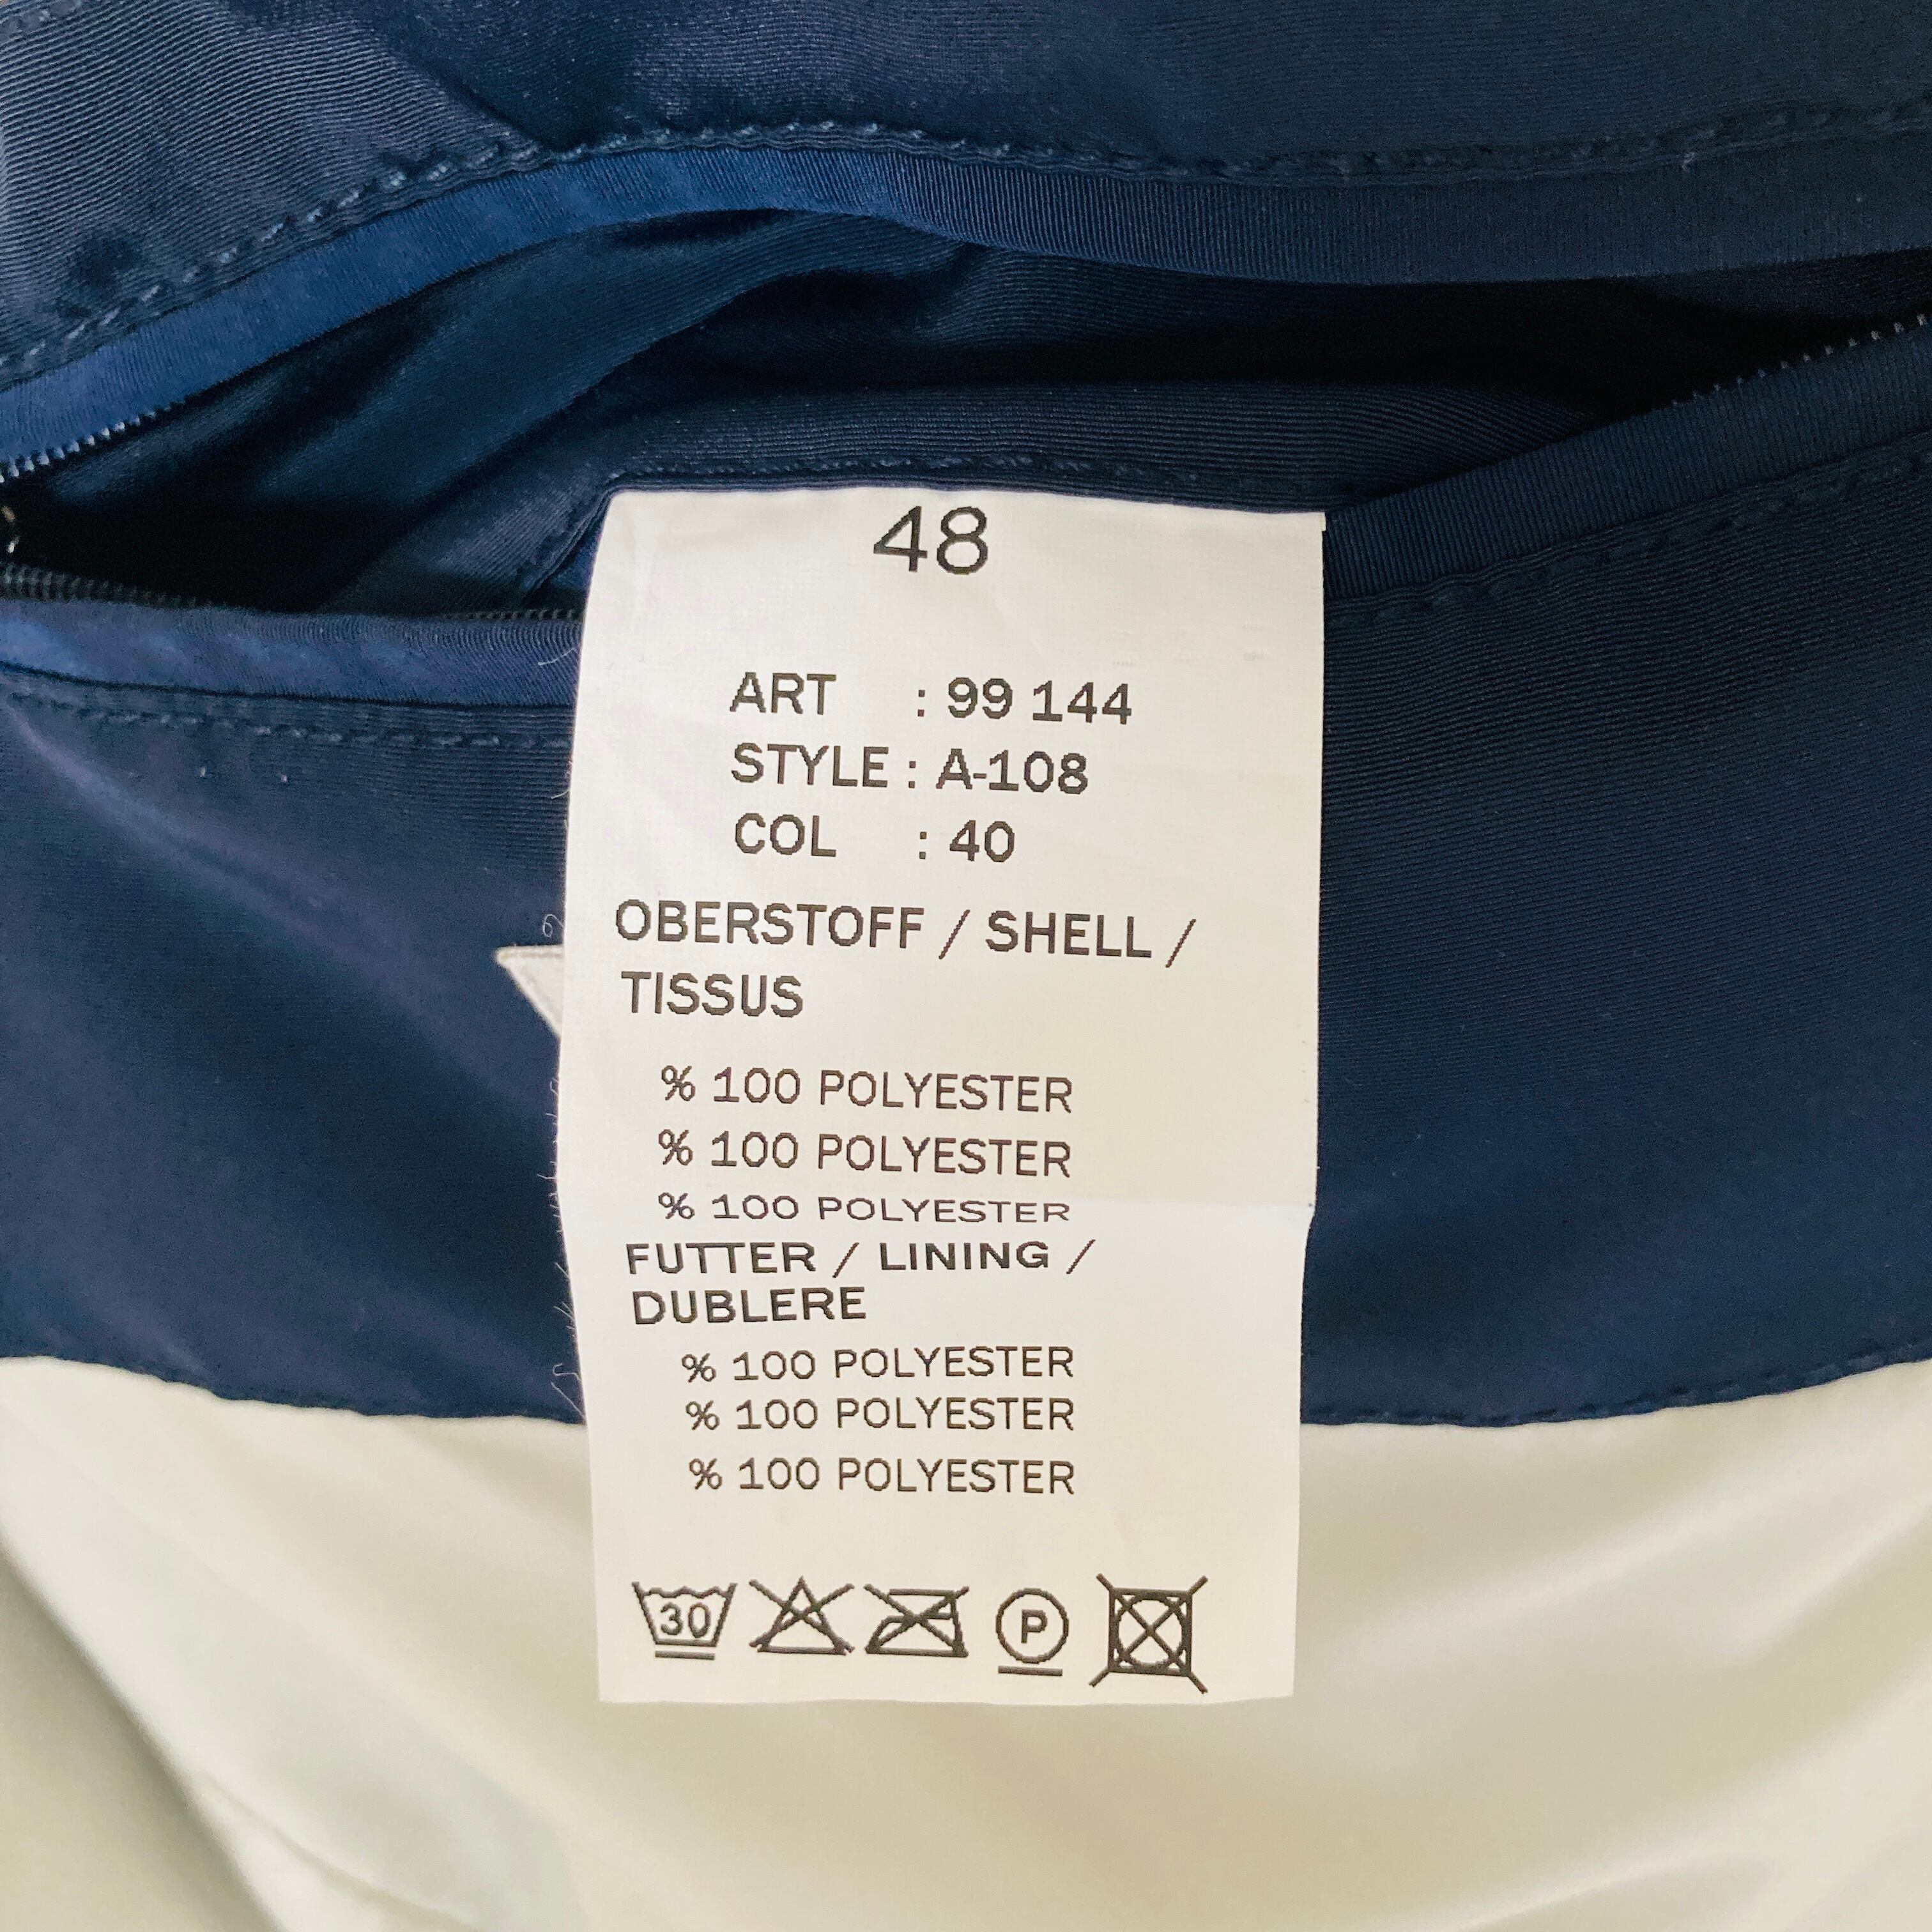 48
ART : 99 144
STYLE : A-108
COL : 40
OBERSTOFF / SHELL /
TISSUS
% 100 POLYESTER
% 100 POLYESTER
% 100 POLYESTER
FUTTER / LINING /
DUBLERE
% 100 POLYESTER
% 100 POLYESTER
% 100 POLYESTER
30 P